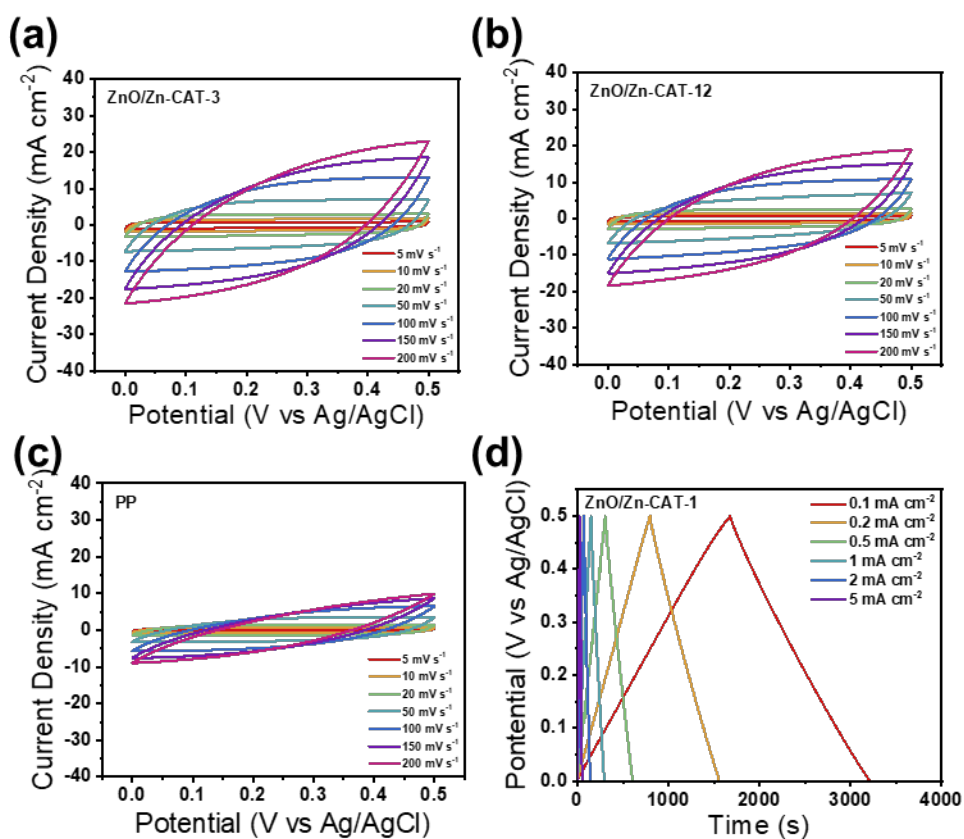 (a)
ZnO/Zn-CAT-3
40
30
20
10
0
-10
-20
-30
-40
Current Density (mA cm⁻²)
5 mV s⁻¹
10 mV s⁻¹
20 mV s⁻¹
50 mV s⁻¹
100 mV s⁻¹
150 mV s⁻¹
200 mV s⁻¹
0.0 0.1 0.2 0.3 0.4 0.5
Potential (V vs Ag/AgCl)
(b)
ZnO/Zn-CAT-12
40
30
20
10
0
-10
-20
-30
-40
Current Density (mA cm⁻²)
5 mV s⁻¹
10 mV s⁻¹
20 mV s⁻¹
50 mV s⁻¹
100 mV s⁻¹
150 mV s⁻¹
200 mV s⁻¹
0.0 0.1 0.2 0.3 0.4 0.5
Potential (V vs Ag/AgCl)
(c)
PP
40
30
20
10
0
-10
-20
-30
-40
Current Density (mA cm⁻²)
5 mV s⁻¹
10 mV s⁻¹
20 mV s⁻¹
50 mV s⁻¹
100 mV s⁻¹
150 mV s⁻¹
200 mV s⁻¹
0.0 0.1 0.2 0.3 0.4 0.5
Potential (V vs Ag/AgCl)
(d)
ZnO/Zn-CAT-1
0.5
0.4
0.3
0.2
0.1
0.0
Pontential (V vs Ag/AgCl)
0.1 mA cm⁻²
0.2 mA cm⁻²
0.5 mA cm⁻²
1 mA cm⁻²
2 mA cm⁻²
5 mA cm⁻²
0 1000 2000 3000 4000
Time (s)